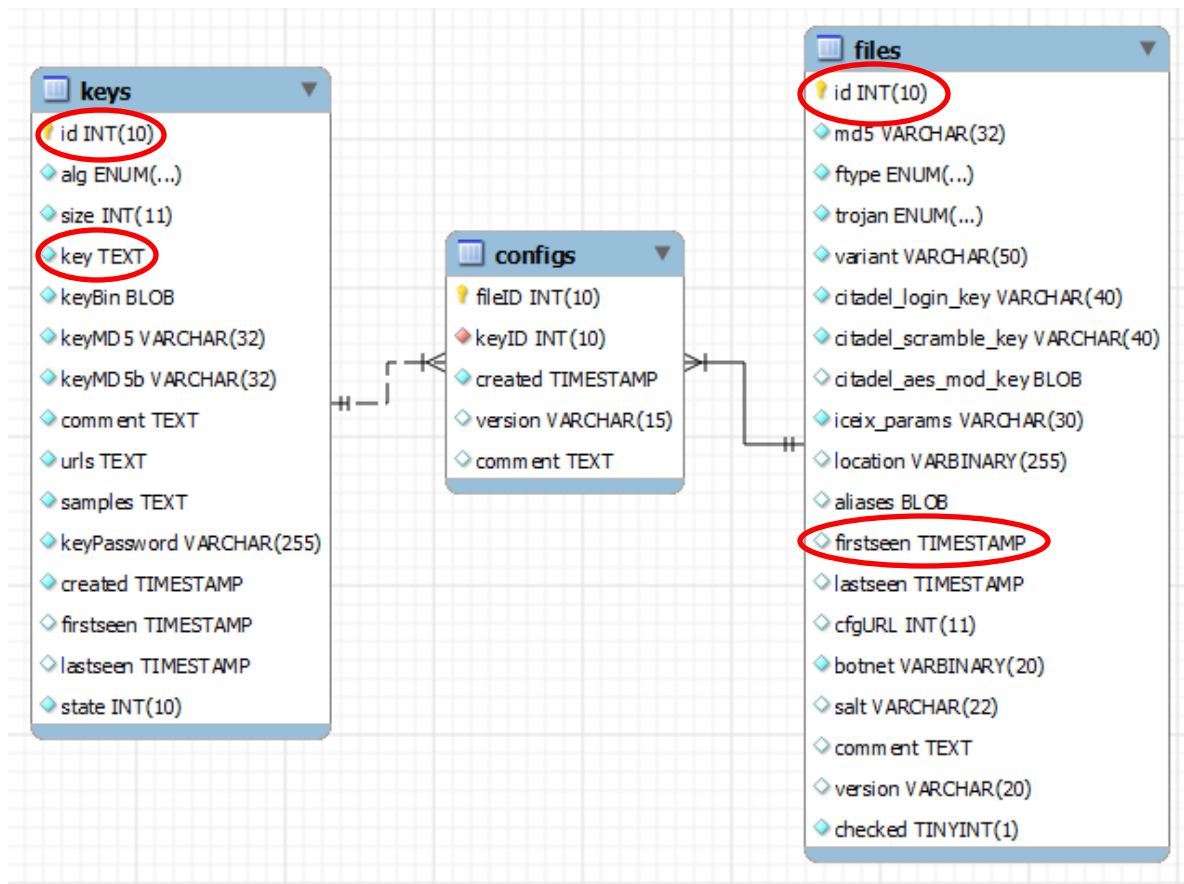 keys
id INT(10)
alg ENUM(...)
size INT(11)
key TEXT
keyBin BLOB
keyMD5 VARCHAR(32)
keyMD5b VARCHAR(32)
comment TEXT
urls TEXT
samples TEXT
keyPassword VARCHAR(255)
created TIMESTAMP
firstseen TIMESTAMP
lastseen TIMESTAMP
state INT(10)
configs
fileID INT(10)
keyID INT(10)
created TIMESTAMP
version VARCHAR(15)
comment TEXT
files
id INT(10)
md5 VARCHAR(32)
ftype ENUM(...)
trojan ENUM(...)
variant VARCHAR(50)
citadel_login_key VARCHAR(40)
citadel_scramble_key VARCHAR(40)
citadel_aes_mod_key BLOB
iceix_params VARCHAR(30)
location VARBINARY(255)
aliases BLOB
firstseen TIMESTAMP
lastseen TIMESTAMP
cfgURL INT(11)
botnet VARBINARY(20)
salt VARCHAR(22)
comment TEXT
version VARCHAR(20)
checked TINYINT(1)